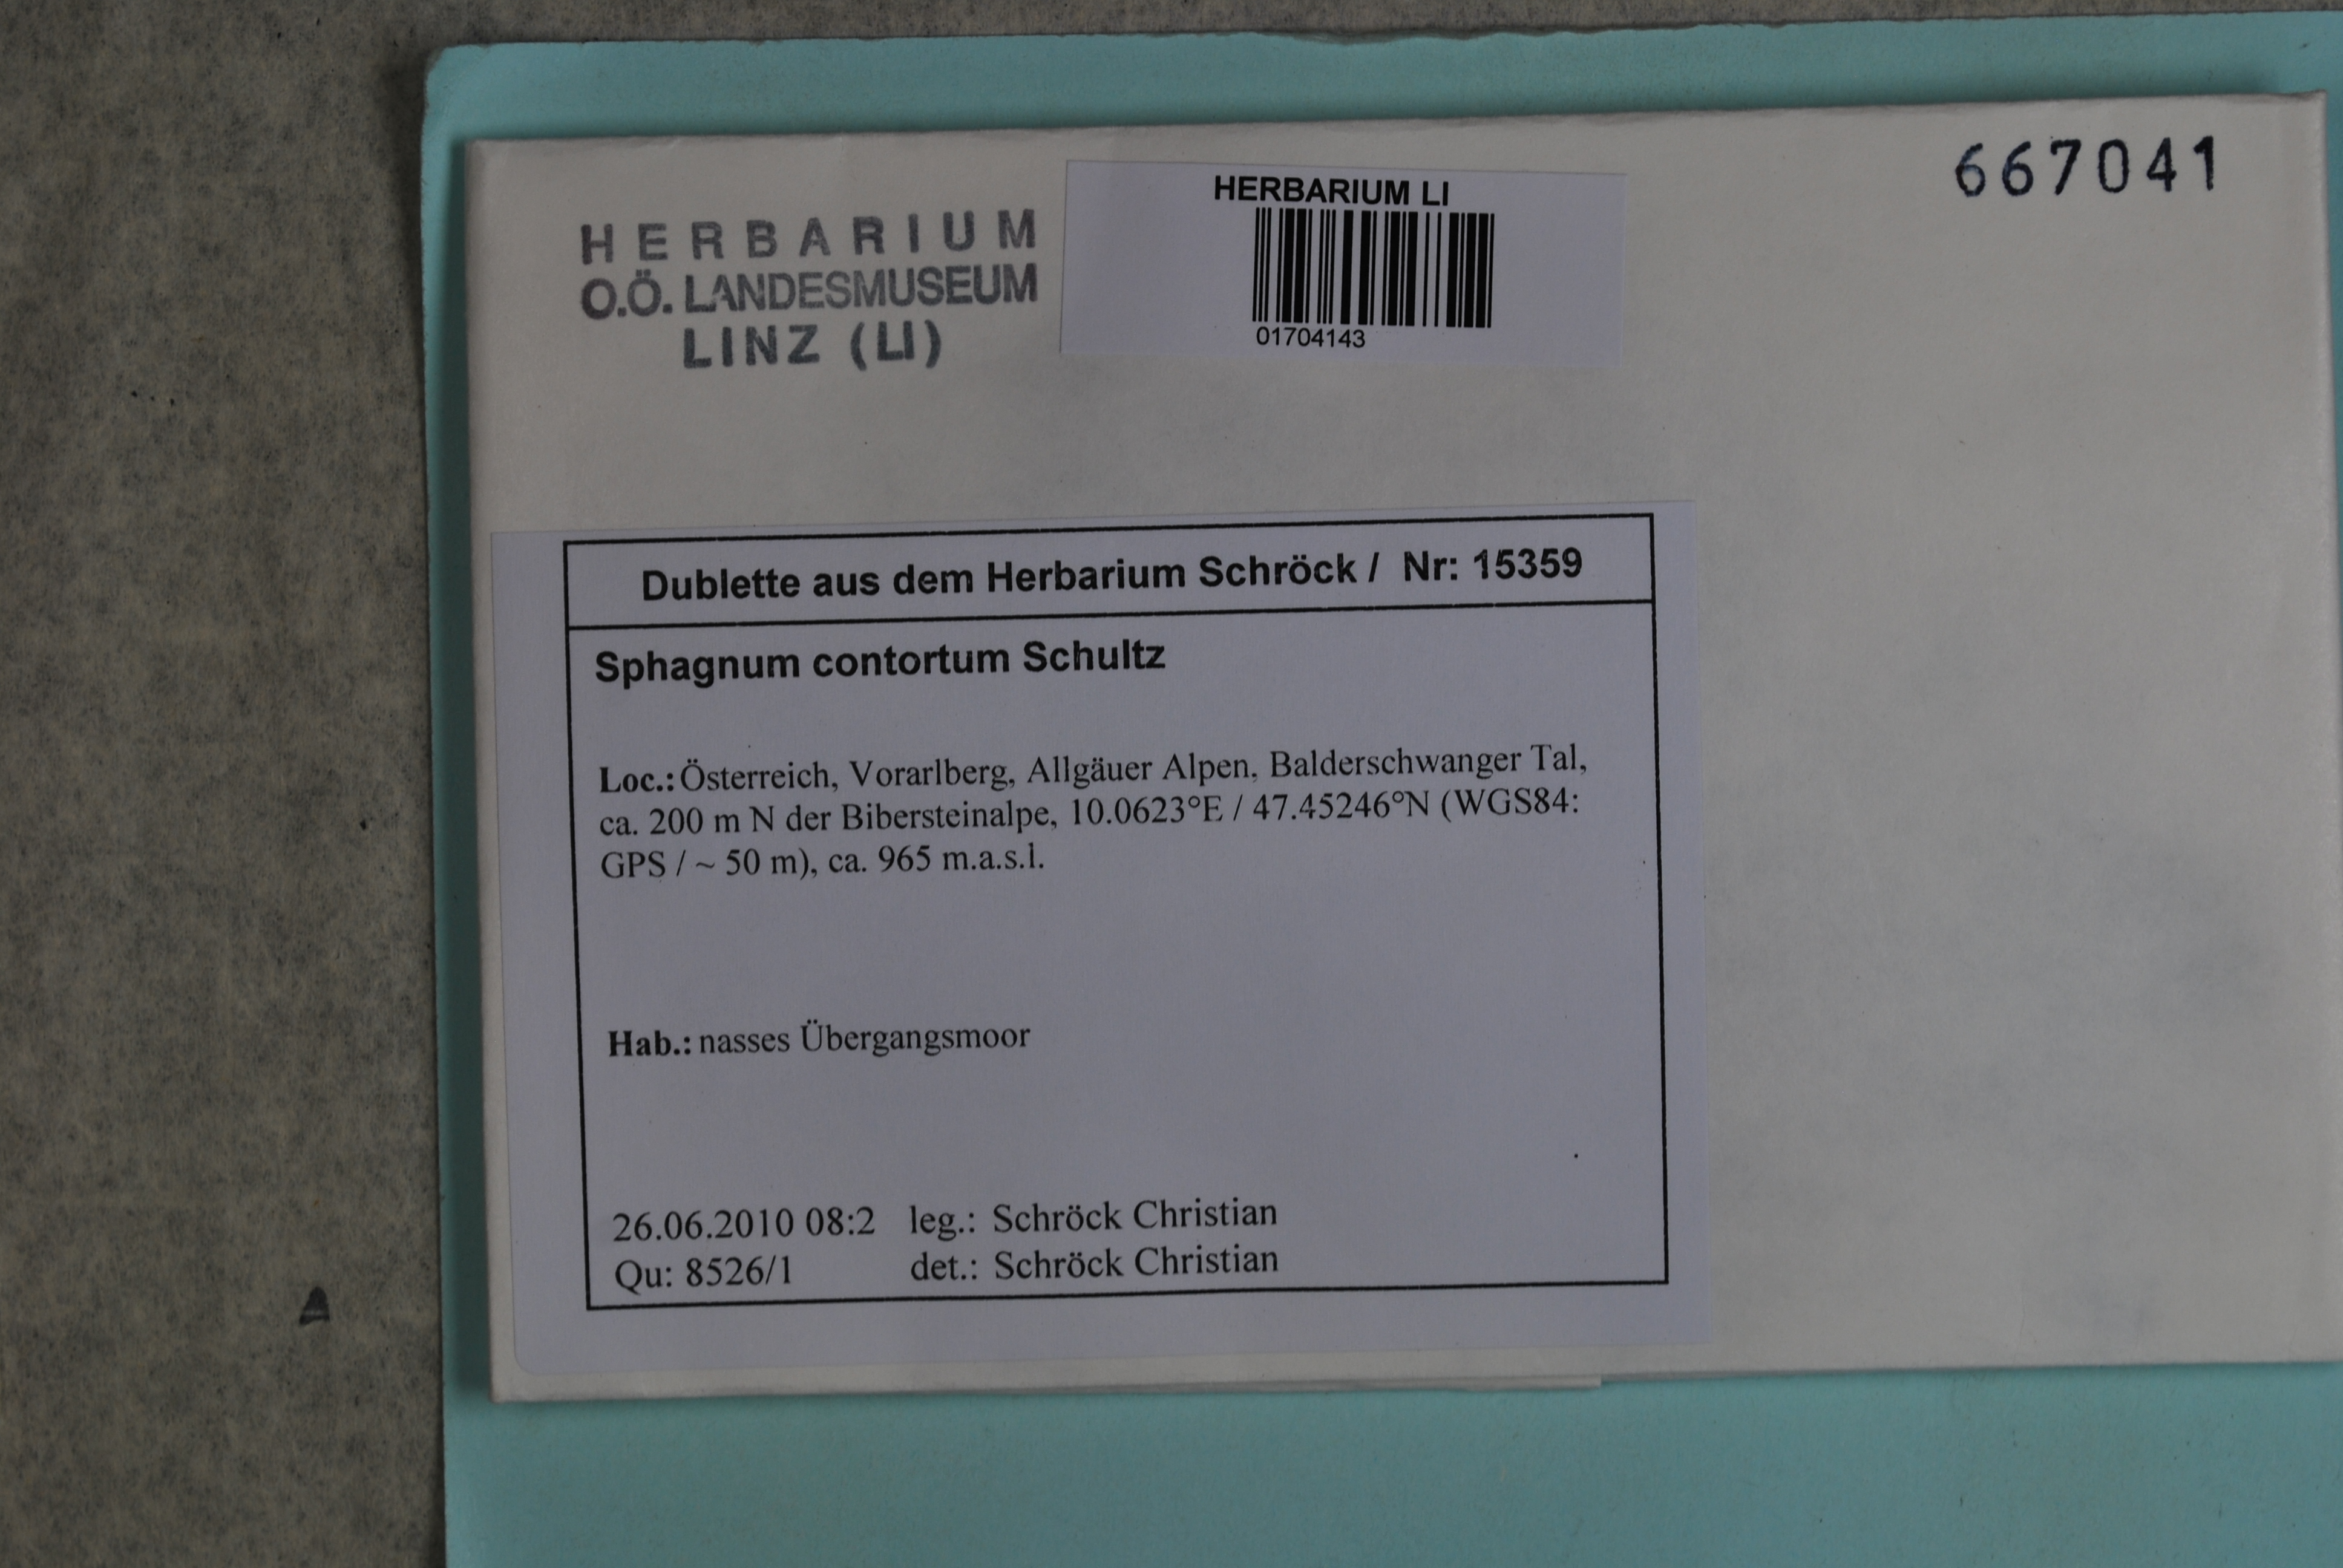 HERBARIUM
O.Ö. LANDESMUSEUM
LINZ (LI)
HERBARIUM LI
01704143
667041
Dublette aus dem Herbarium Schröck / Nr: 15359
Sphagnum contortum Schultz
Loc.: Österreich, Vorarlberg, Allgäuer Alpen, Balderschwanger Tal,
ca. 200 m N der Bibersteinalpe, 10.0623°E / 47.45246°N (WGS84:
GPS / ~ 50 m), ca. 965 m.a.s.l.
Hab.: nasses Übergangsmoor
26.06.2010 08:2 leg.: Schröck Christian
Qu: 8526/1 det.: Schröck Christian